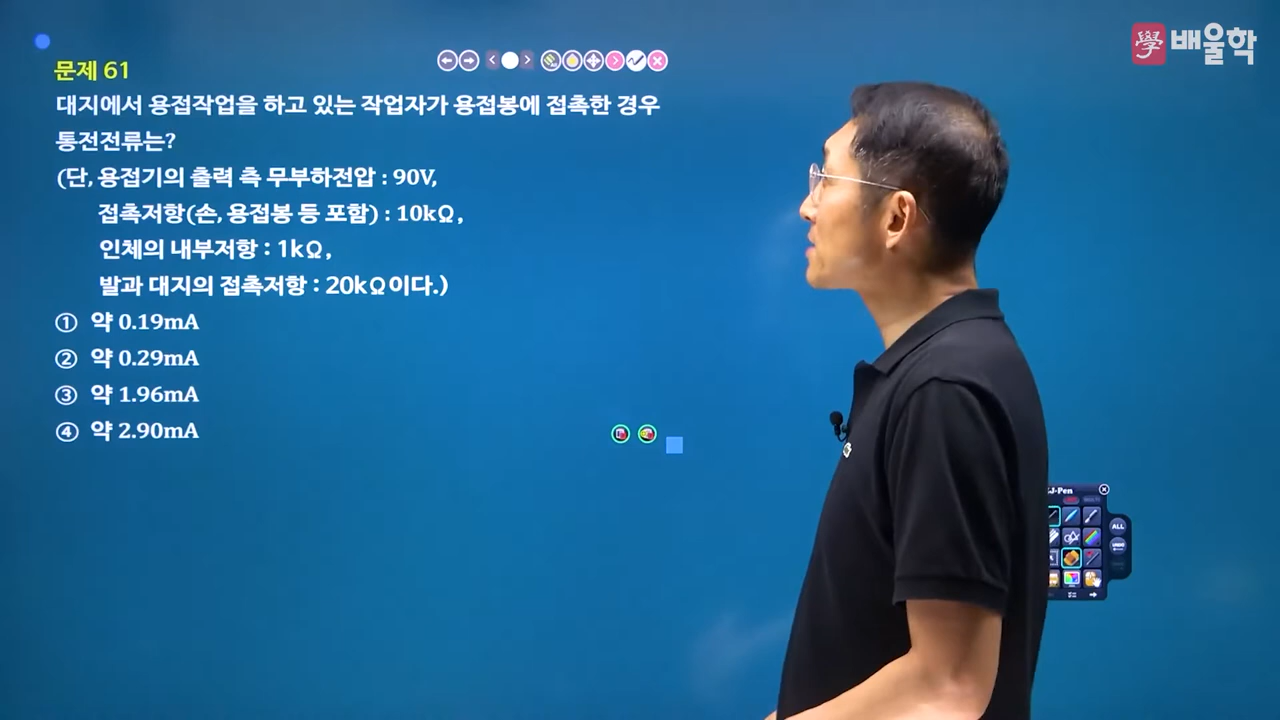 學 배울학
문제 61
대지에서 용접작업을 하고 있는 작업자가 용접봉에 접촉한 경우
통전전류는?
(단, 용접기의 출력 측 무부하전압 : 90V,
접촉저항(손, 용접봉 등 포함) : 10kΩ,
인체의 내부저항 : 1kΩ,
발과 대지의 접촉저항 : 20kΩ이다.)
① 약 0.19mA
② 약 0.29mA
③ 약 1.96mA
④ 약 2.90mA
J-Pen
ALL